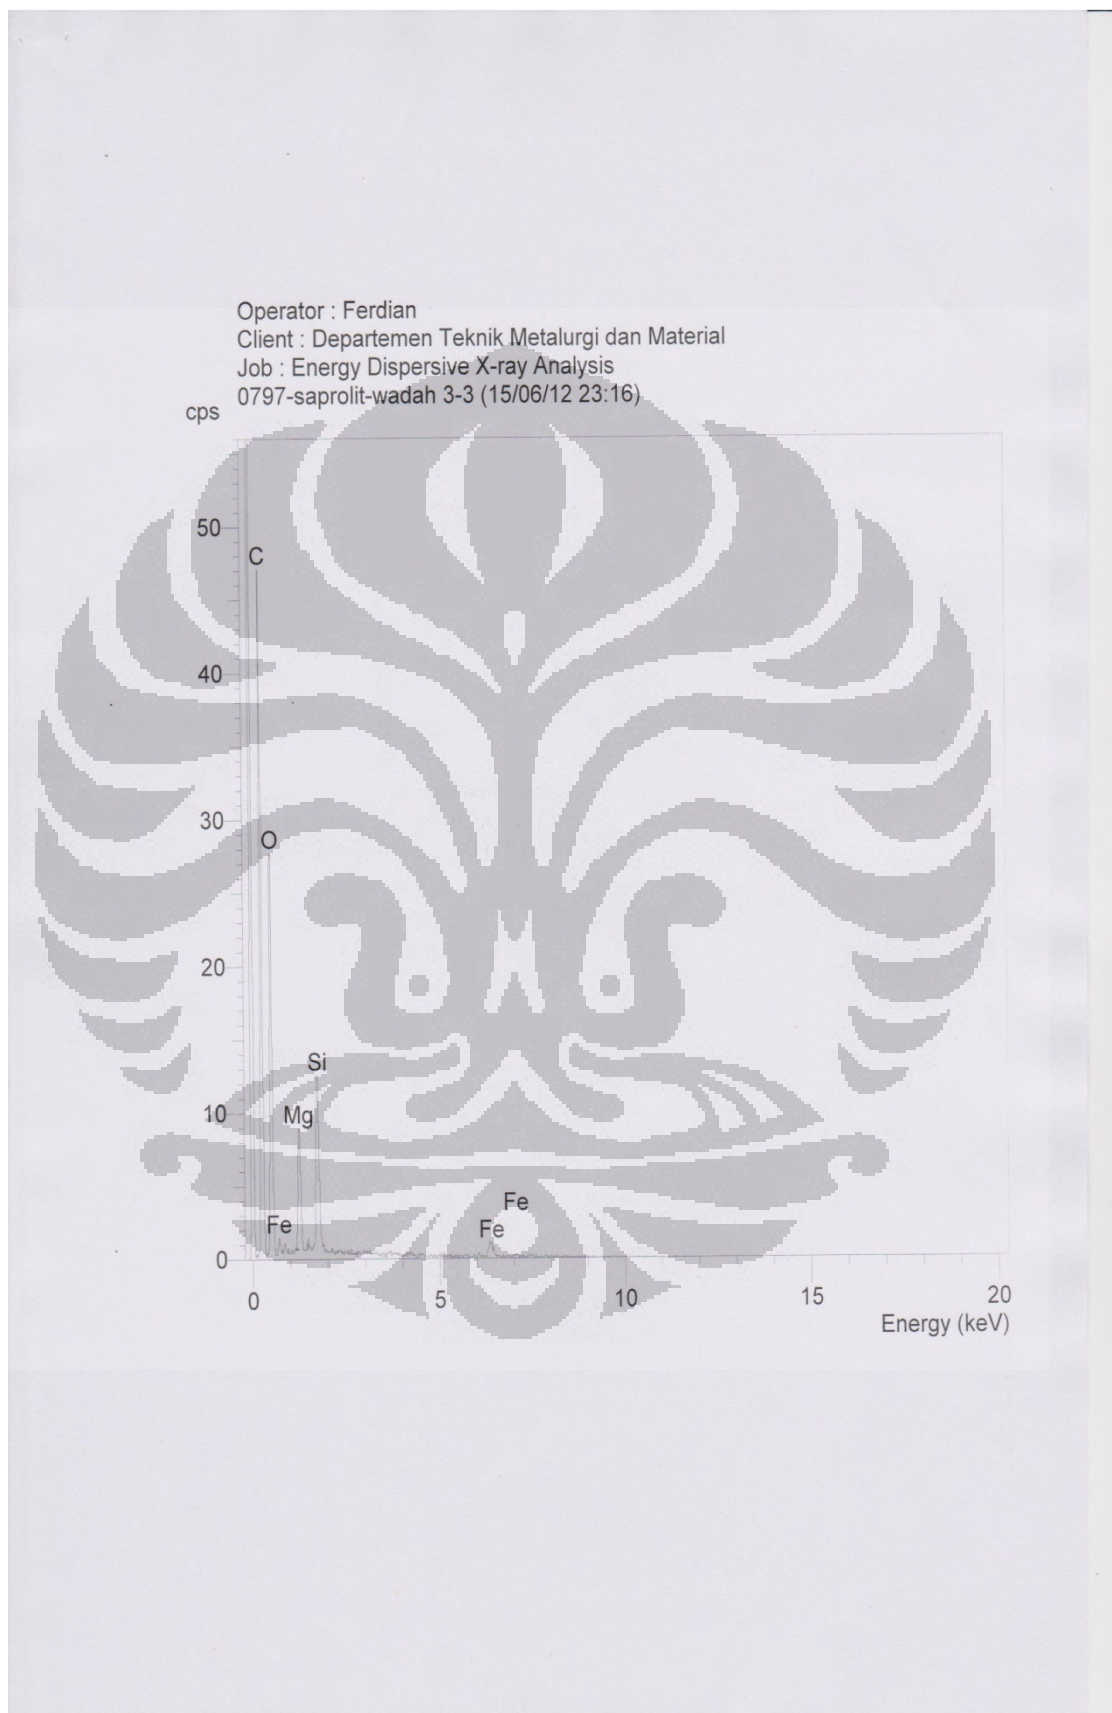 Operator : Ferdian
Client : Departemen Teknik Metalurgi dan Material
Job : Energy Dispersive X-ray Analysis
0797-saprolit-wadah 3-3 (15/06/12 23:16)
cps
50
C
40
30
O
20
Si
10
Mg
Fe
Fe
Fe
0
0 5 10 15 20
Energy (keV)